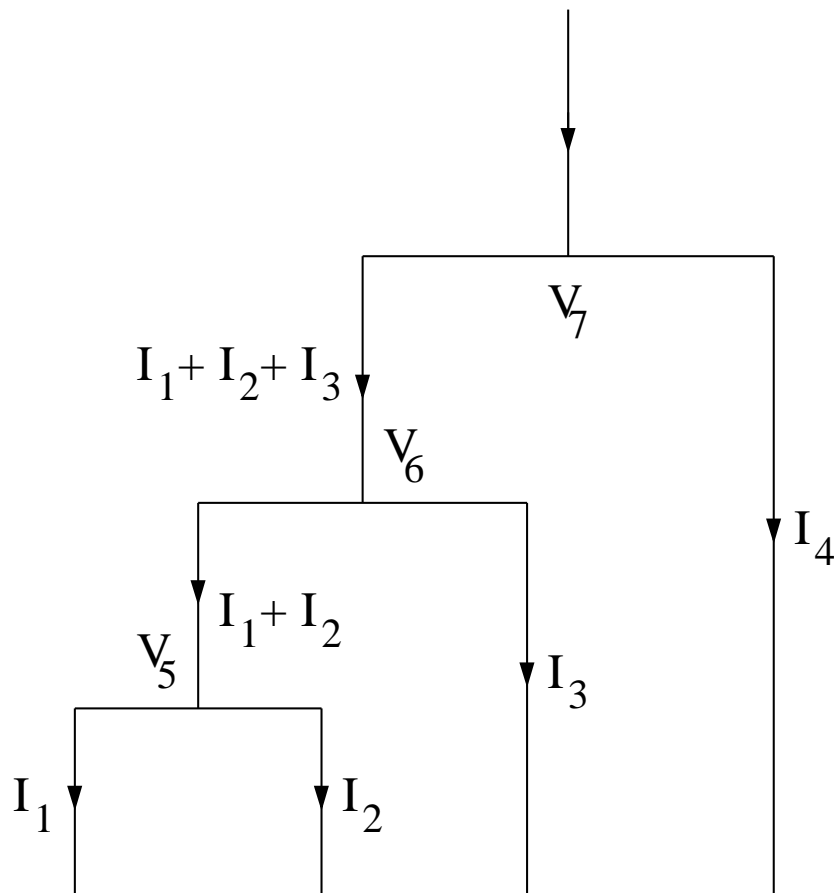 V₇
I₁+ I₂+ I₃
V₆
I₄
I₁+ I₂
V₅
I₃
I₁
I₂